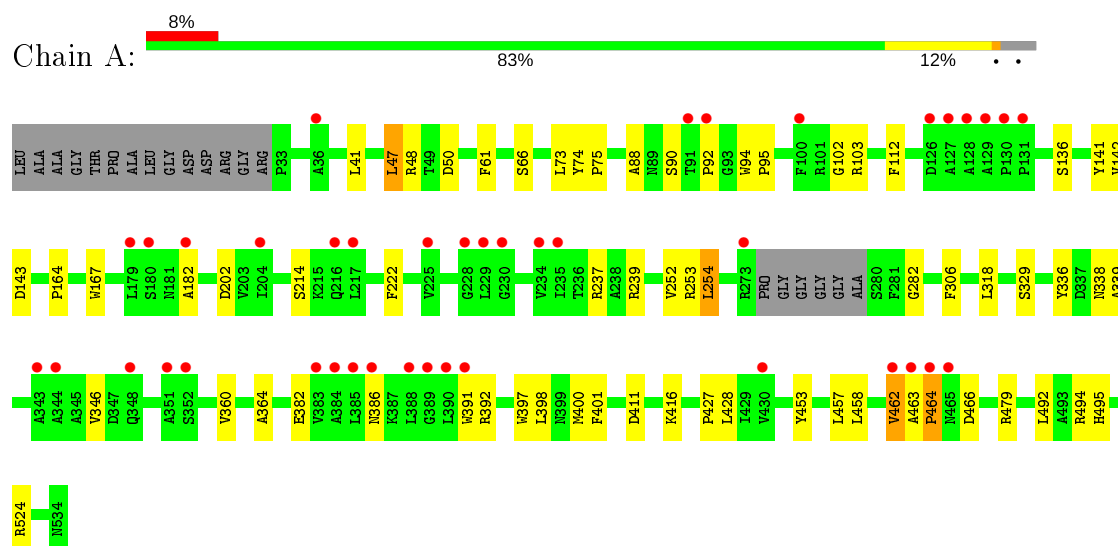 8%
Chain A:
83% 12% • •
LEU ALA ALA GLY THR PRO ALA LEU GLY ASP ASP ARG GLY ARG P33 A36 L41 L47 R48 T49 D50 F61 S66 L73 Y74 P75 A88 N89 S90 T91 P92 G93 W94 P95 F100 R101 G102 R103 F112 D126 A127 A128 A129 P130 P131 S136 Y141 V142
D143 P164 W167 L179 S180 N181 A182 D202 V203 I204 S214 K215 Q216 L217 F222 V225 G228 L229 G230 V234 I235 T236 R237 A238 R239 V252 R253 L254 R273 PRO GLY GLY GLY GLY ALA S280 F281 G282 F306 L318 S329 Y336 D337 N338 A339
A343 A344 A345 V346 D347 Q348 A351 S352 V360 A364 E382 V383 A384 L385 N386 K387 L388 G389 L390 W391 R392 W397 L398 N399 M400 F401 D411 K416 P427 L428 I429 V430 Y453 L457 L458 V462 A463 P464 N465 D466 R479 L492 A493 R494 H495
R524 N534